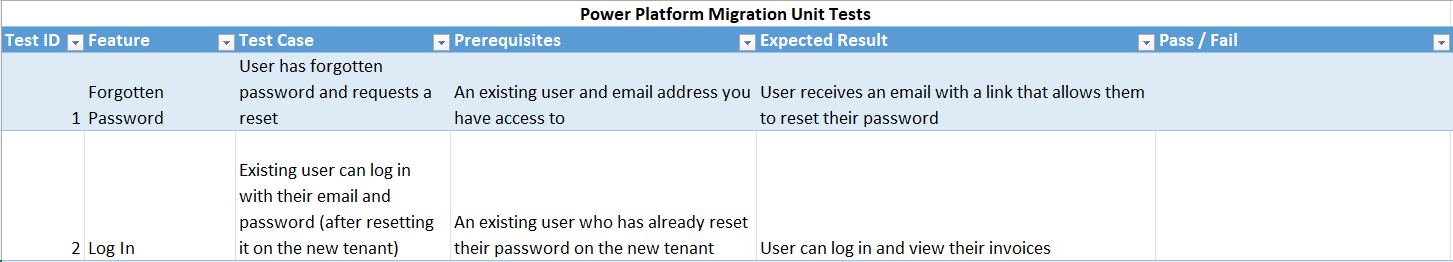 Power Platform Migration Unit Tests
Test ID Feature Test Case Prerequisites Expected Result Pass / Fail
User has forgotten
Forgotten password and requests a An existing user and email address you User receives an email with a link that allows them
1 Password reset have access to to reset their password
Existing user can log in
with their email and
password (after resetting An existing user who has already reset
2 Log In it on the new tenant) their password on the new tenant User can log in and view their invoices